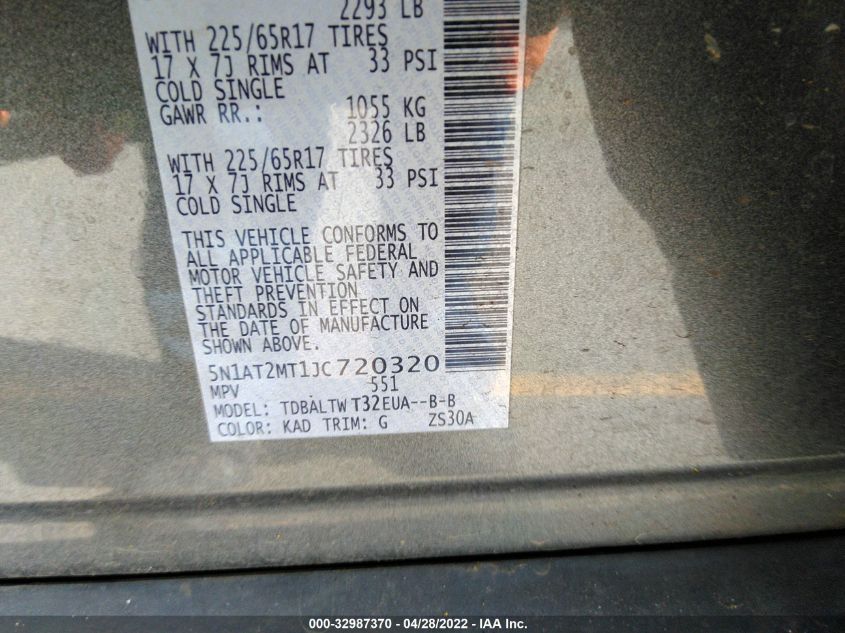 2293 LB
WITH 225/65R17 TIRES
17 X 7J RIMS AT 33 PSI
COLD SINGLE
GAWR RR.: 1055 KG
2326 LB
WITH 225/65R17 TIRES
17 X 7J RIMS AT 33 PSI
COLD SINGLE
THIS VEHICLE CONFORMS TO
ALL APPLICABLE FEDERAL
MOTOR VEHICLE SAFETY AND
THEFT PREVENTION
STANDARDS IN EFFECT ON
THE DATE OF MANUFACTURE
SHOWN ABOVE.
5N1AT2MT1JC720320
MPV 551
MODEL: TDBALTWT32EUA--B-B
COLOR: KAD TRIM: G ZS30A
000-32987370 - 04/28/2022 - IAA Inc.